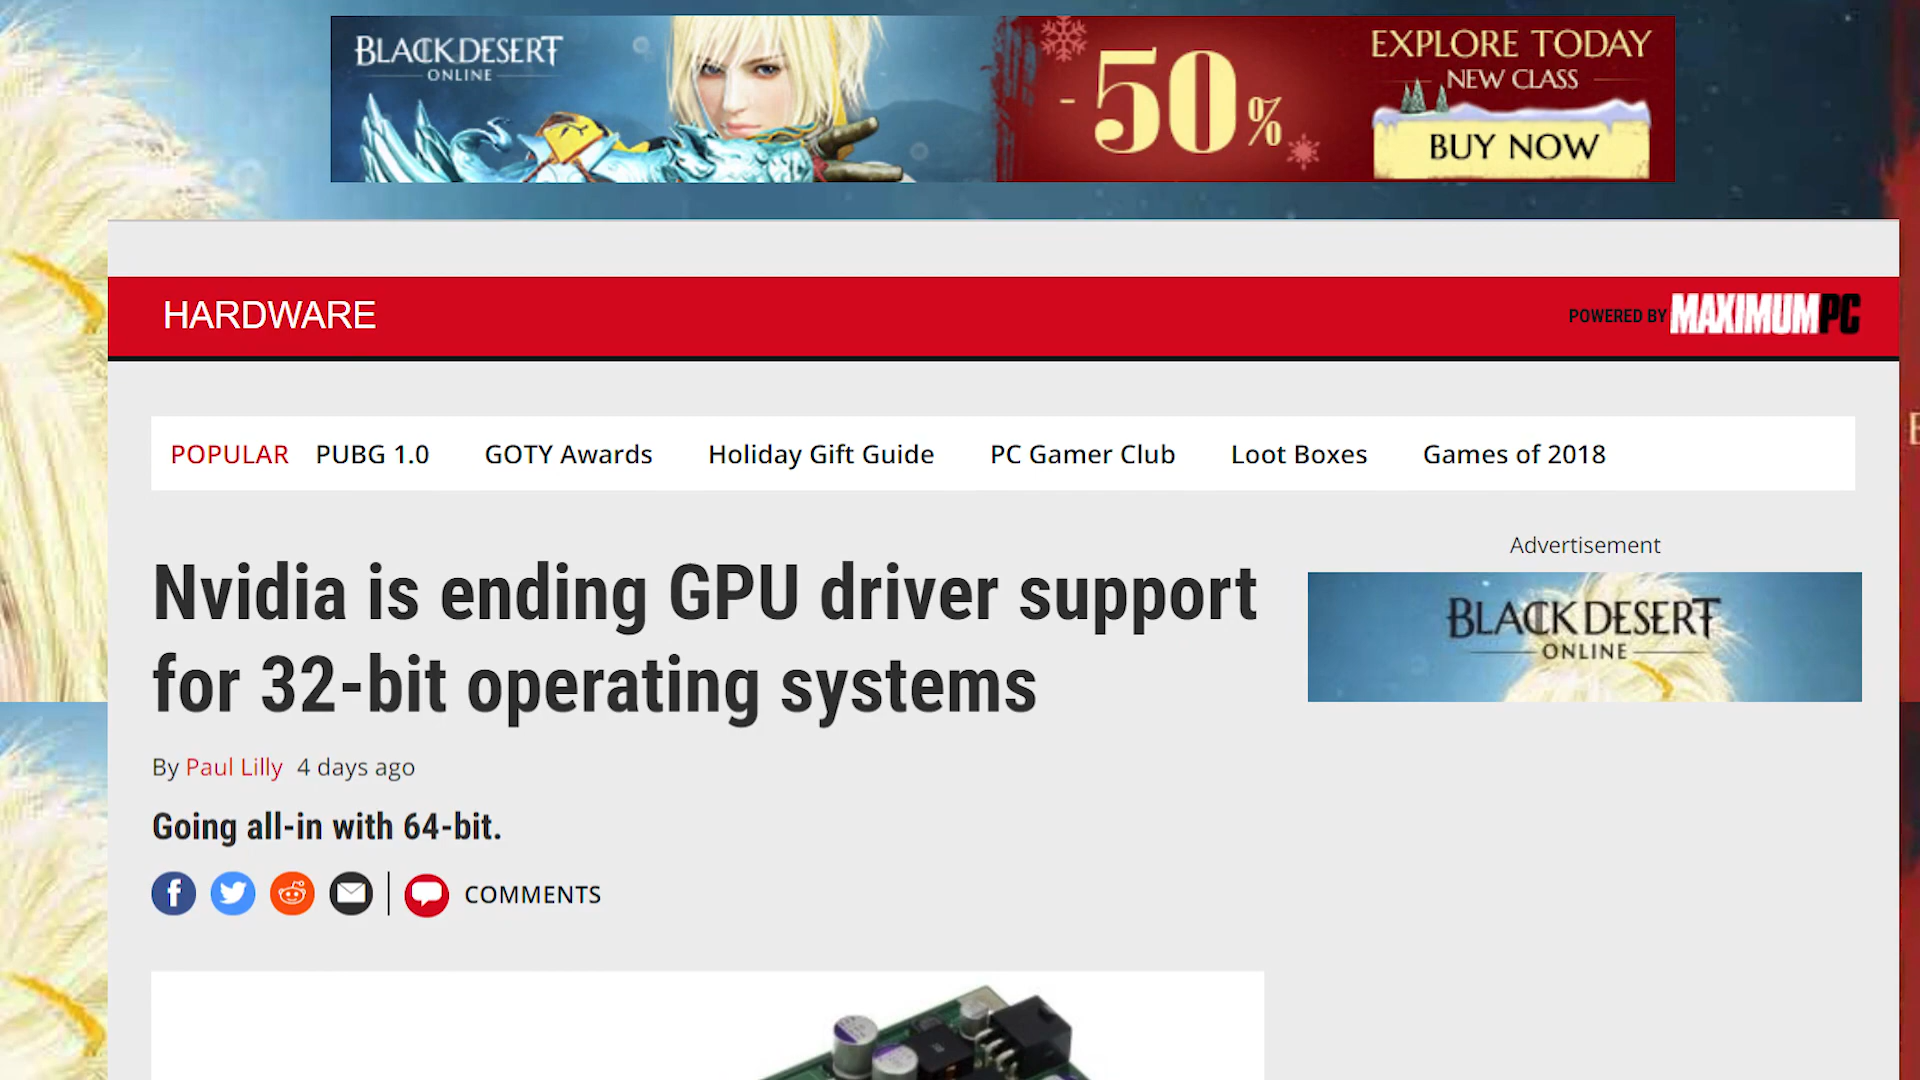 BLACK DESERT
ONLINE
- 50%
EXPLORE TODAY
NEW CLASS
BUY NOW
HARDWARE
POWERED BY MAXIMUMPC
POPULAR PUBG 1.0 GOTY Awards Holiday Gift Guide PC Gamer Club Loot Boxes Games of 2018
Nvidia is ending GPU driver support
for 32-bit operating systems
By Paul Lilly 4 days ago
Going all-in with 64-bit.
COMMENTS
Advertisement
BLACK DESERT
ONLINE